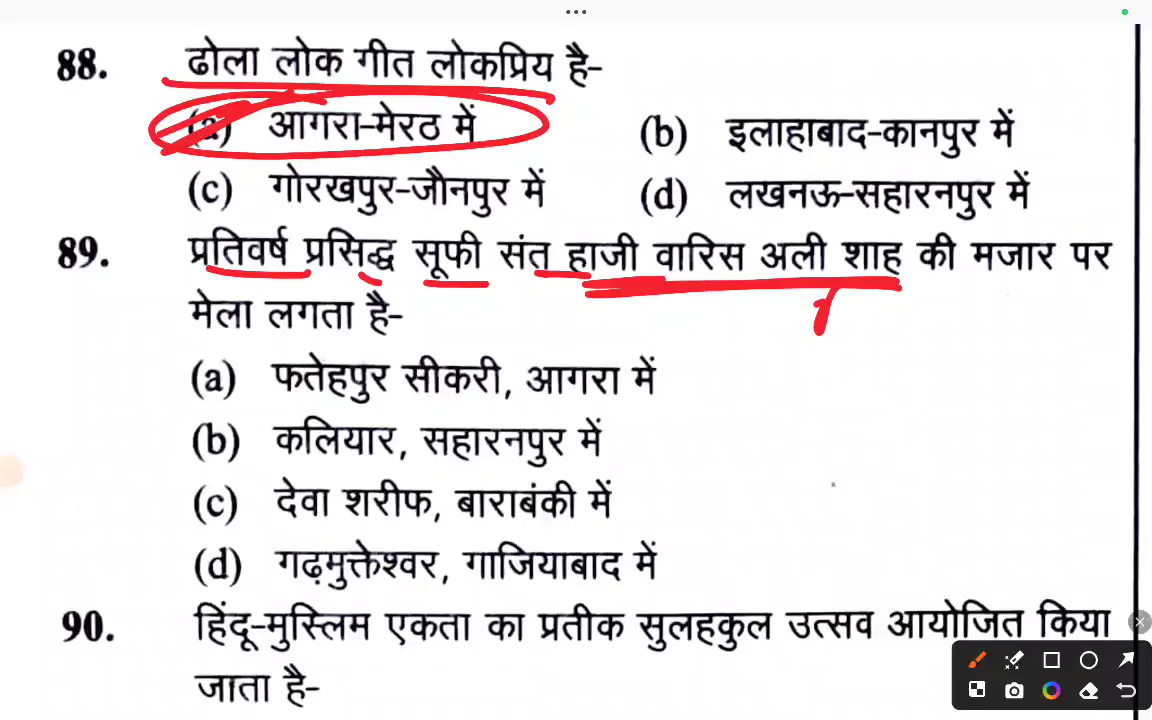 88. ढोला लोक गीत लोकप्रिय है-
(a) आगरा-मेरठ में (b) इलाहाबाद-कानपुर में
(c) गोरखपुर-जौनपुर में (d) लखनऊ-सहारनपुर में
89. प्रतिवर्ष प्रसिद्ध सूफी संत हाजी वारिस अली शाह की मजार पर
मेला लगता है-
(a) फतेहपुर सीकरी, आगरा में
(b) कलियार, सहारनपुर में
(c) देवा शरीफ, बाराबंकी में
(d) गढ़मुक्तेश्वर, गाजियाबाद में
90. हिंदू-मुस्लिम एकता का प्रतीक सुलहकुल उत्सव आयोजित किया
जाता है-